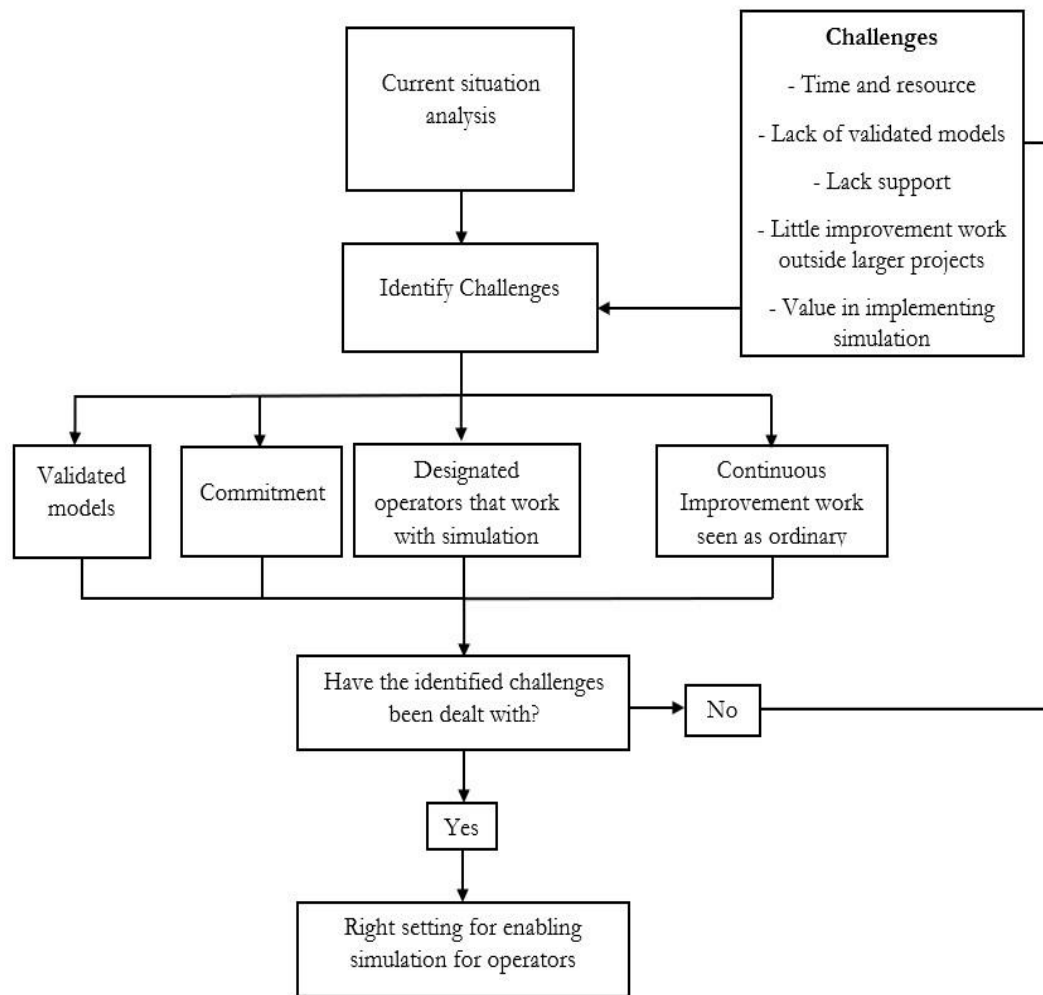 Current situation
analysis
Challenges
- Time and resource
- Lack of validated models
- Lack support
- Little improvement work
outside larger projects
- Value in implementing
simulation
Identify Challenges
Validated
models
Commitment
Designated
operators that work
with simulation
Continuous
Improvement work
seen as ordinary
Have the identified challenges
been dealt with?
No
Yes
Right setting for enabling
simulation for operators